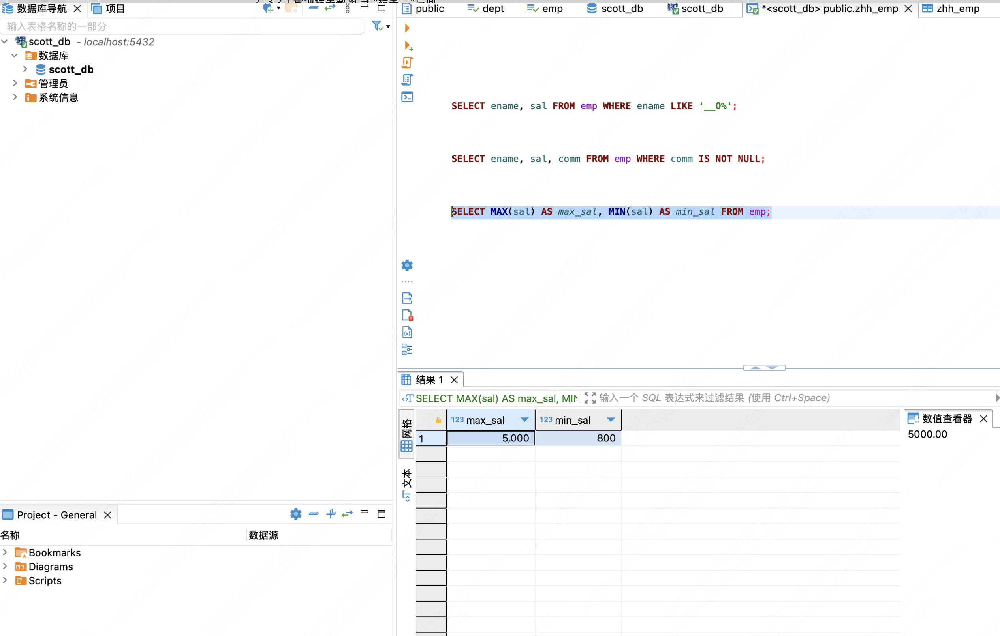 数据库导航
项目
输入表格名称的一部分
scott_db - localhost:5432
数据库
scott_db
管理员
系统信息
Project - General
名称 数据源
Bookmarks
Diagrams
Scripts
public dept emp scott_db scott_db *<scott_db> public.zhh_emp zhh_emp
SELECT ename, sal FROM emp WHERE ename LIKE '__O%';
SELECT ename, sal, comm FROM emp WHERE comm IS NOT NULL;
SELECT MAX(sal) AS max_sal, MIN(sal) AS min_sal FROM emp;
结果 1
SELECT MAX(sal) AS max_sal, MIN 输入一个 SQL 表达式来过滤结果 (使用 Ctrl+Space)
网格
文本
123 max_sal 123 min_sal
1 5,000 800
数值查看器
5000.00